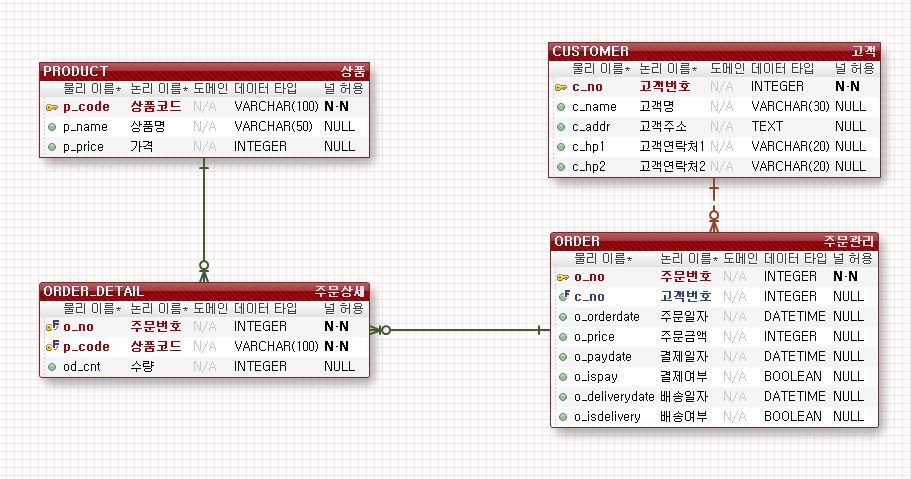 PRODUCT 상품
물리 이름* 논리 이름* 도메인 데이터 타입 널 허용
p_code 상품코드 N/A VARCHAR(100) N·N
p_name 상품명 N/A VARCHAR(50) NULL
p_price 가격 N/A INTEGER NULL
CUSTOMER 고객
물리 이름* 논리 이름* 도메인 데이터 타입 널 허용
c_no 고객번호 N/A INTEGER N·N
c_name 고객명 N/A VARCHAR(30) NULL
c_addr 고객주소 N/A TEXT NULL
c_hp1 고객연락처1 N/A VARCHAR(20) NULL
c_hp2 고객연락처2 N/A VARCHAR(20) NULL
ORDER_DETAIL 주문상세
물리 이름* 논리 이름* 도메인 데이터 타입 널 허용
o_no 주문번호 N/A INTEGER N·N
p_code 상품코드 N/A VARCHAR(100) N·N
od_cnt 수량 N/A INTEGER NULL
ORDER 주문관리
물리 이름* 논리 이름* 도메인 데이터 타입 널 허용
o_no 주문번호 N/A INTEGER N·N
c_no 고객번호 N/A INTEGER NULL
o_orderdate 주문일자 N/A DATETIME NULL
o_price 주문금액 N/A INTEGER NULL
o_paydate 결제일자 N/A DATETIME NULL
o_ispay 결제여부 N/A BOOLEAN NULL
o_deliverydate 배송일자 N/A DATETIME NULL
o_isdelivery 배송여부 N/A BOOLEAN NULL